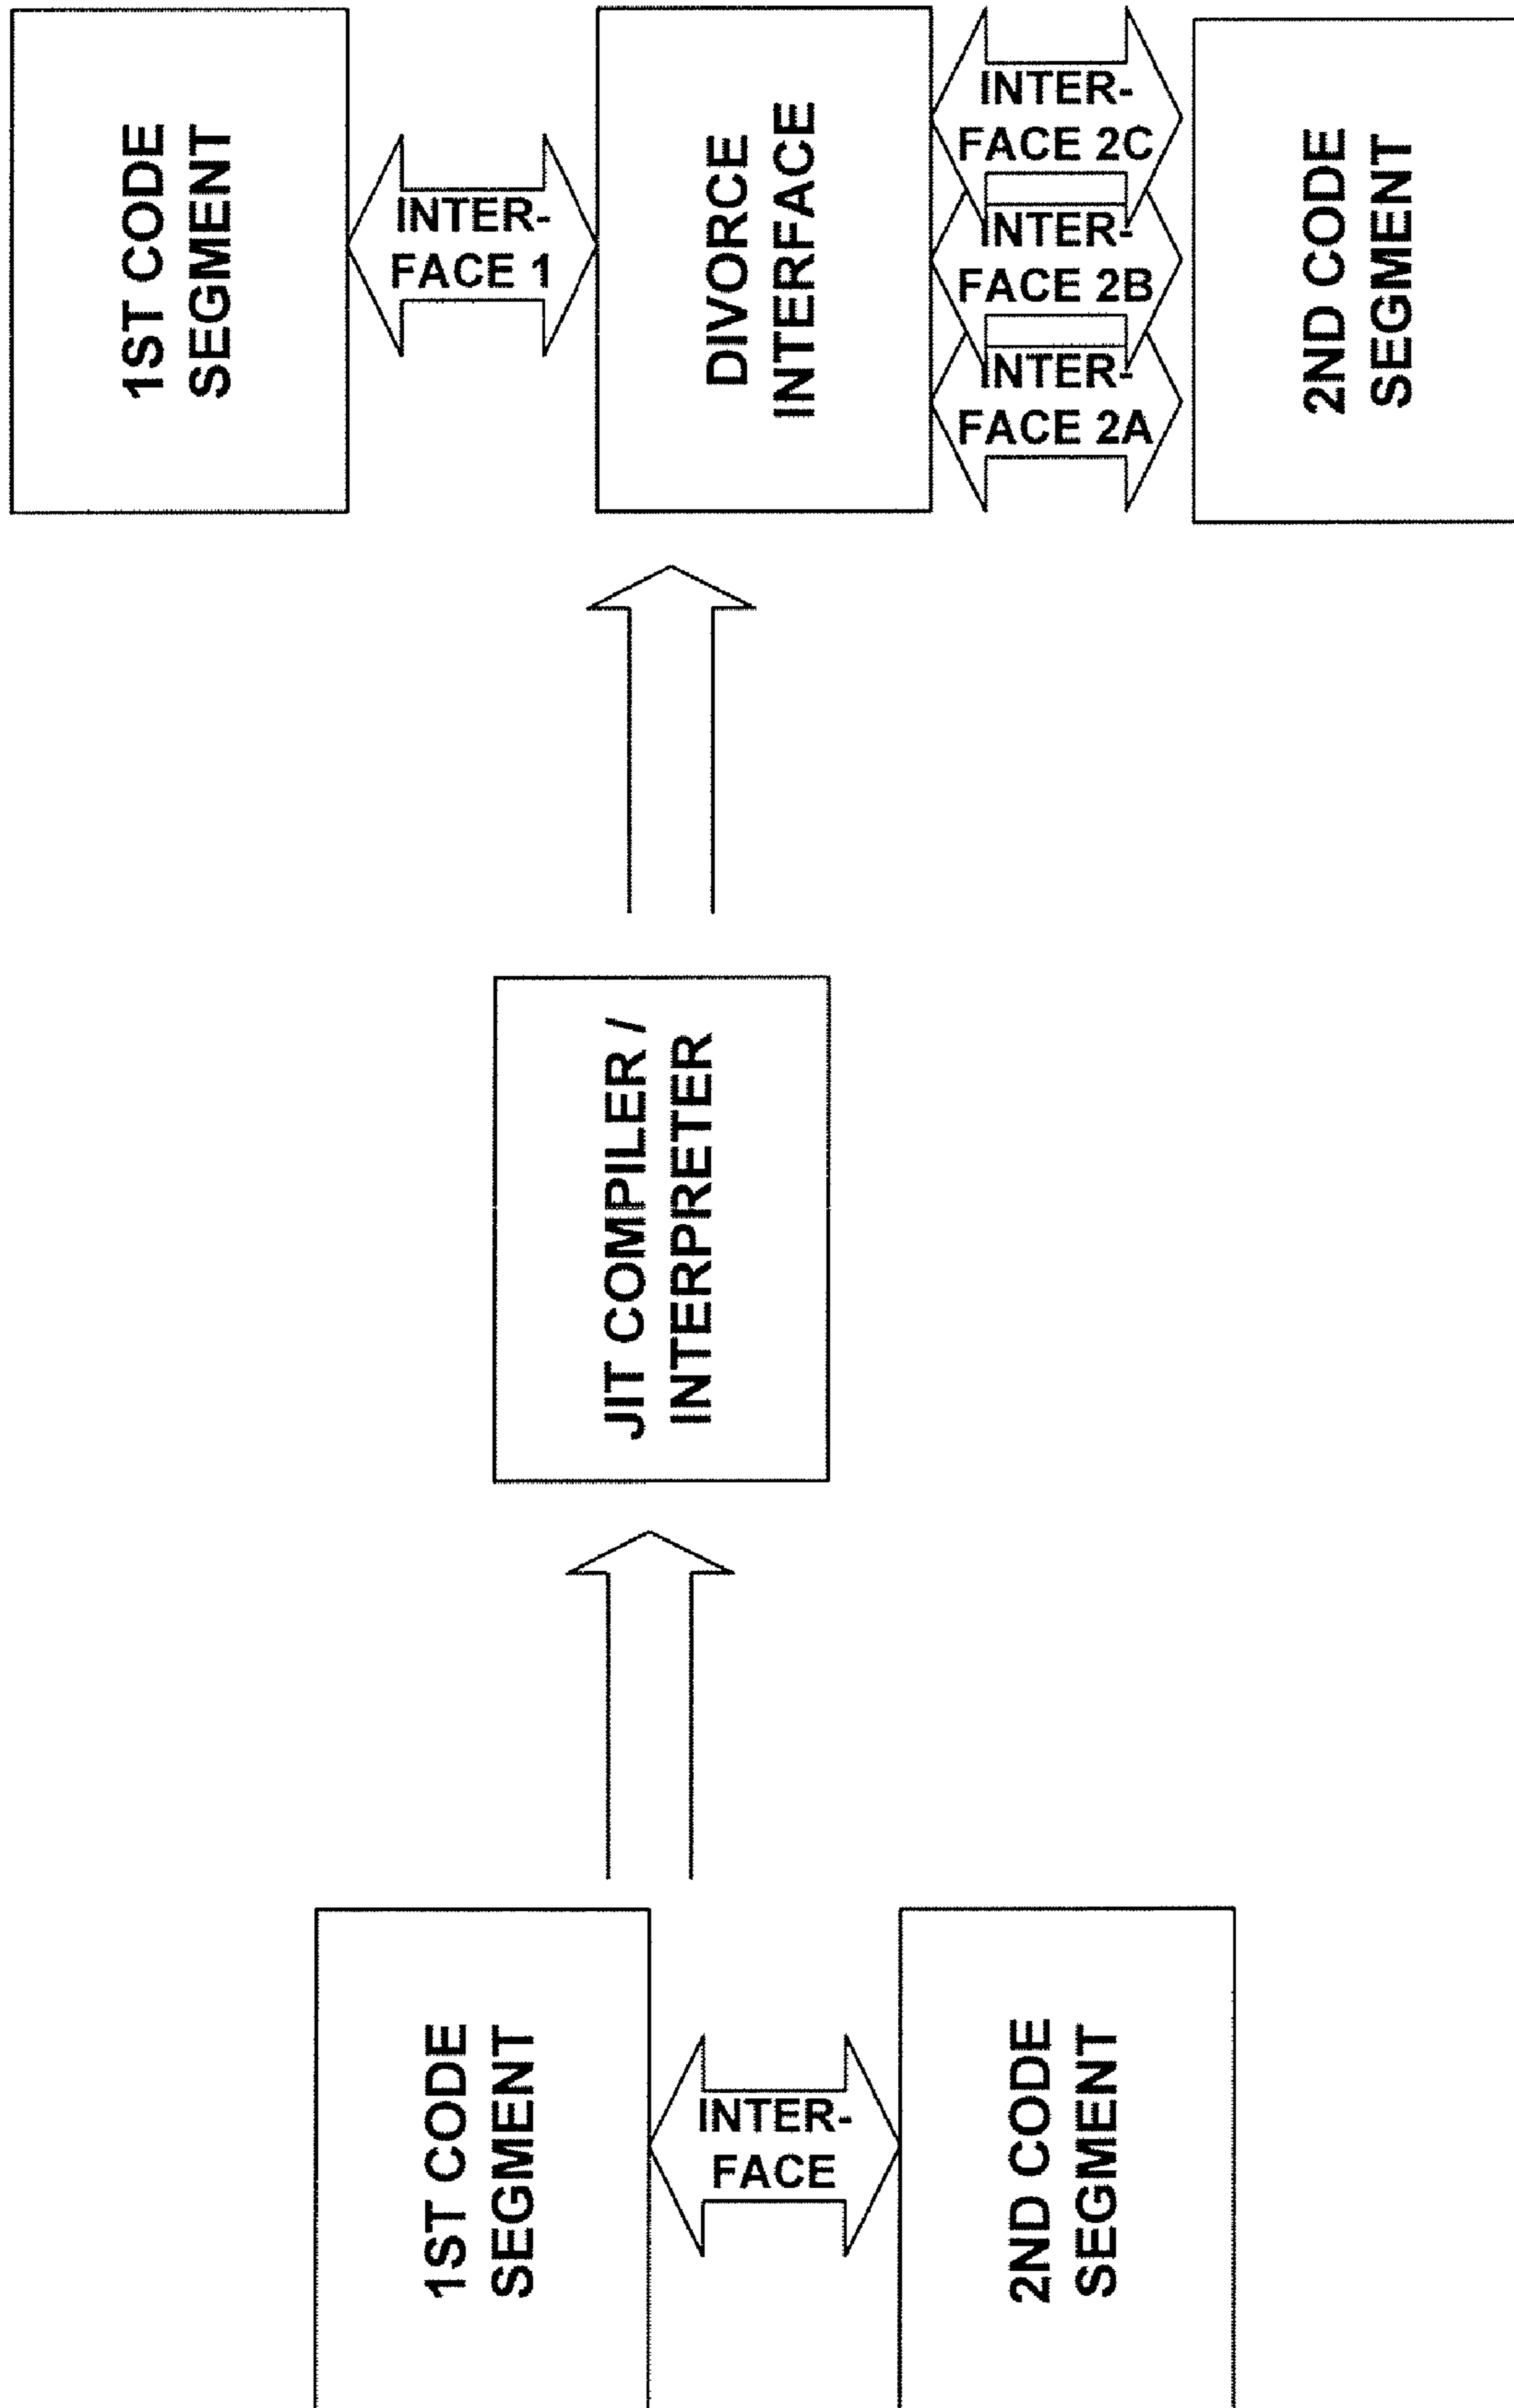 1ST CODE
SEGMENT
INTER-
FACE
2ND CODE
SEGMENT
JIT COMPILER /
INTERPRETER
1ST CODE
SEGMENT
INTER-
FACE 1
DIVORCE
INTERFACE
INTER-
FACE 2C
INTER-
FACE 2B
INTER-
FACE 2A
2ND CODE
SEGMENT